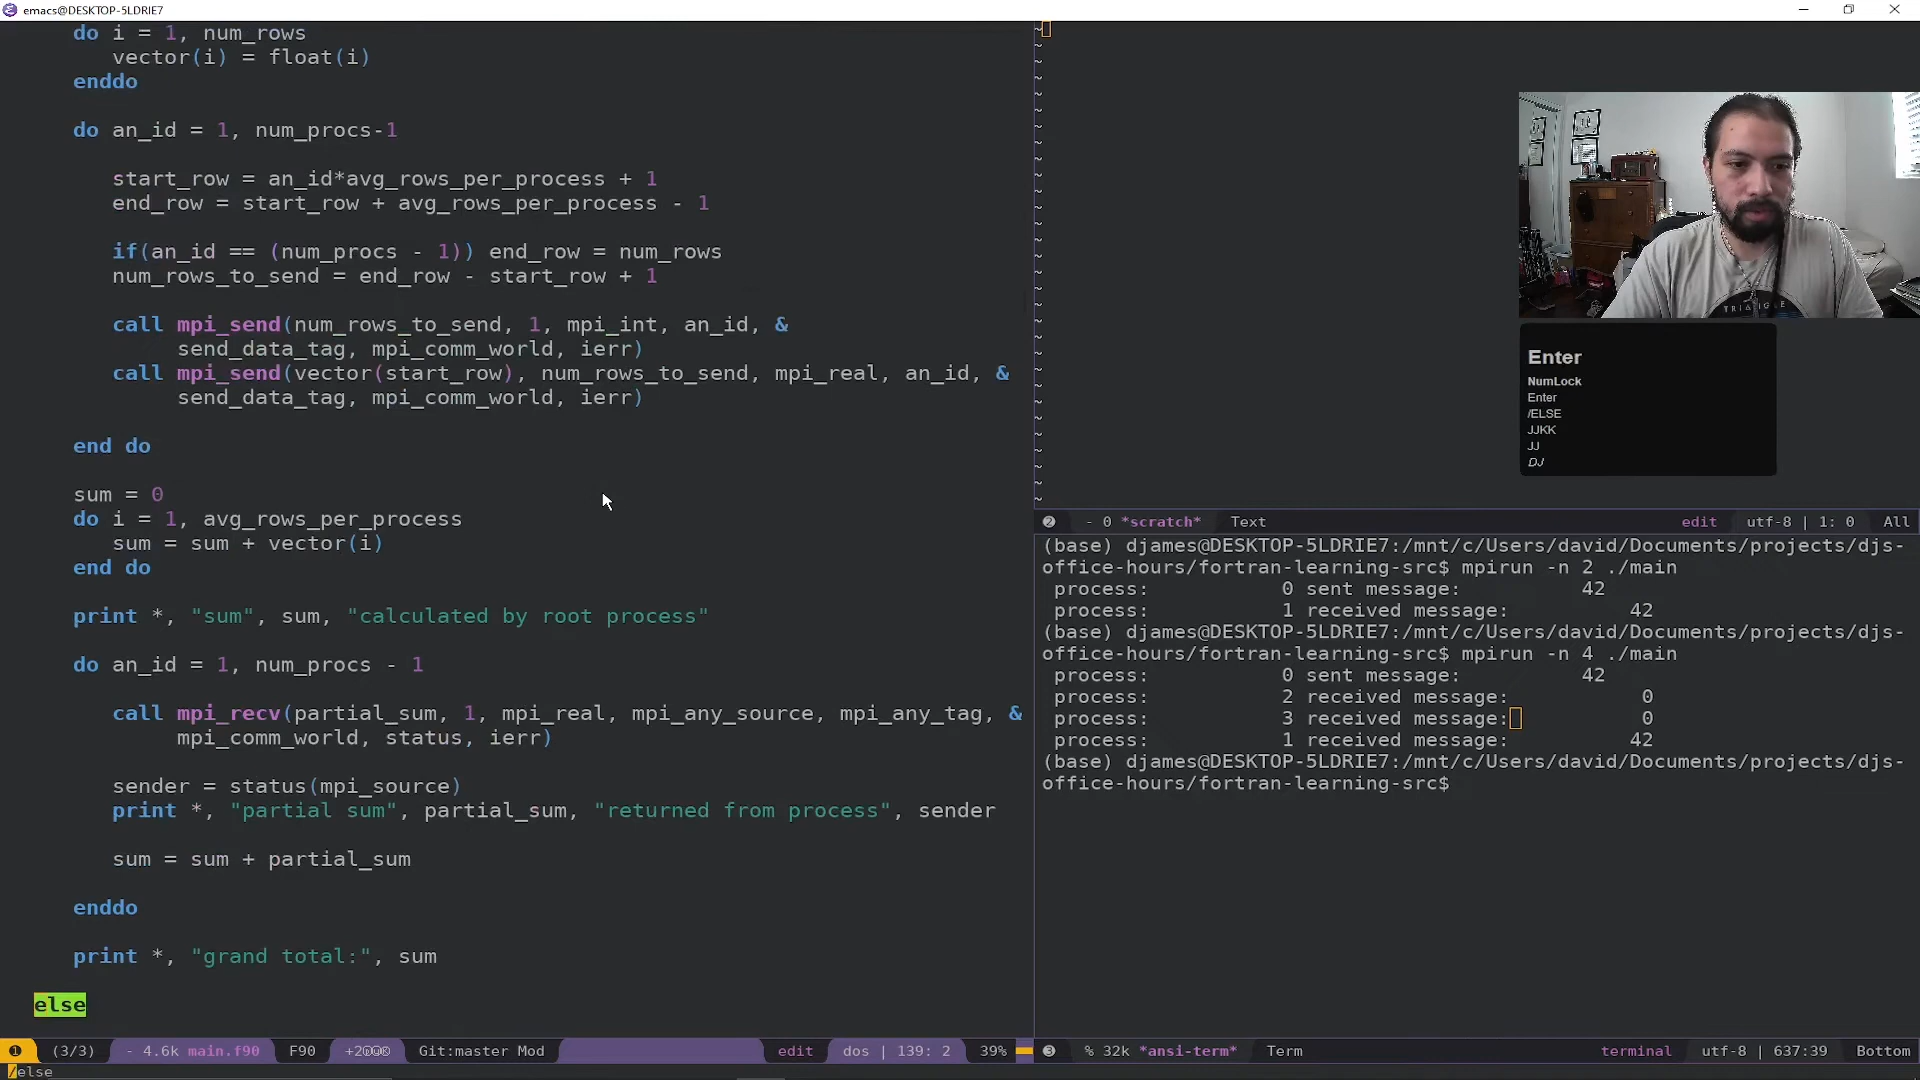 emacs@DESKTOP-5LDRIE7
do i = 1, num_rows
vector(i) = float(i)
enddo
do an_id = 1, num_procs-1
start_row = an_id*avg_rows_per_process + 1
end_row = start_row + avg_rows_per_process - 1
if(an_id == (num_procs - 1)) end_row = num_rows
num_rows_to_send = end_row - start_row + 1
call mpi_send(num_rows_to_send, 1, mpi_int, an_id, &
send_data_tag, mpi_comm_world, ierr)
call mpi_send(vector(start_row), num_rows_to_send, mpi_real, an_id, &
send_data_tag, mpi_comm_world, ierr)
end do
sum = 0
do i = 1, avg_rows_per_process
sum = sum + vector(i)
end do
print *, "sum", sum, "calculated by root process"
do an_id = 1, num_procs - 1
call mpi_recv(partial_sum, 1, mpi_real, mpi_any_source, mpi_any_tag, &
mpi_comm_world, status, ierr)
sender = status(mpi_source)
print *, "partial sum", partial_sum, "returned from process", sender
sum = sum + partial_sum
enddo
print *, "grand total:", sum
else
1 (3/3) - 4.6k main.f90 F90 Git:master Mod edit dos | 139: 2 39%
/else
TRIANGLE
Enter
NumLock
Enter
/ELSE
JJKK
JJ
DJ
2 - 0 *scratch* Text edit utf-8 | 1: 0 All
(base) djames@DESKTOP-5LDRIE7:/mnt/c/Users/david/Documents/projects/djs-
office-hours/fortran-learning-src$ mpirun -n 2 ./main
process: 0 sent message: 42
process: 1 received message: 42
(base) djames@DESKTOP-5LDRIE7:/mnt/c/Users/david/Documents/projects/djs-
office-hours/fortran-learning-src$ mpirun -n 4 ./main
process: 0 sent message: 42
process: 2 received message: 0
process: 3 received message: 0
process: 1 received message: 42
(base) djames@DESKTOP-5LDRIE7:/mnt/c/Users/david/Documents/projects/djs-
office-hours/fortran-learning-src$
3 % 32k *ansi-term* Term terminal utf-8 | 637:39 Bottom